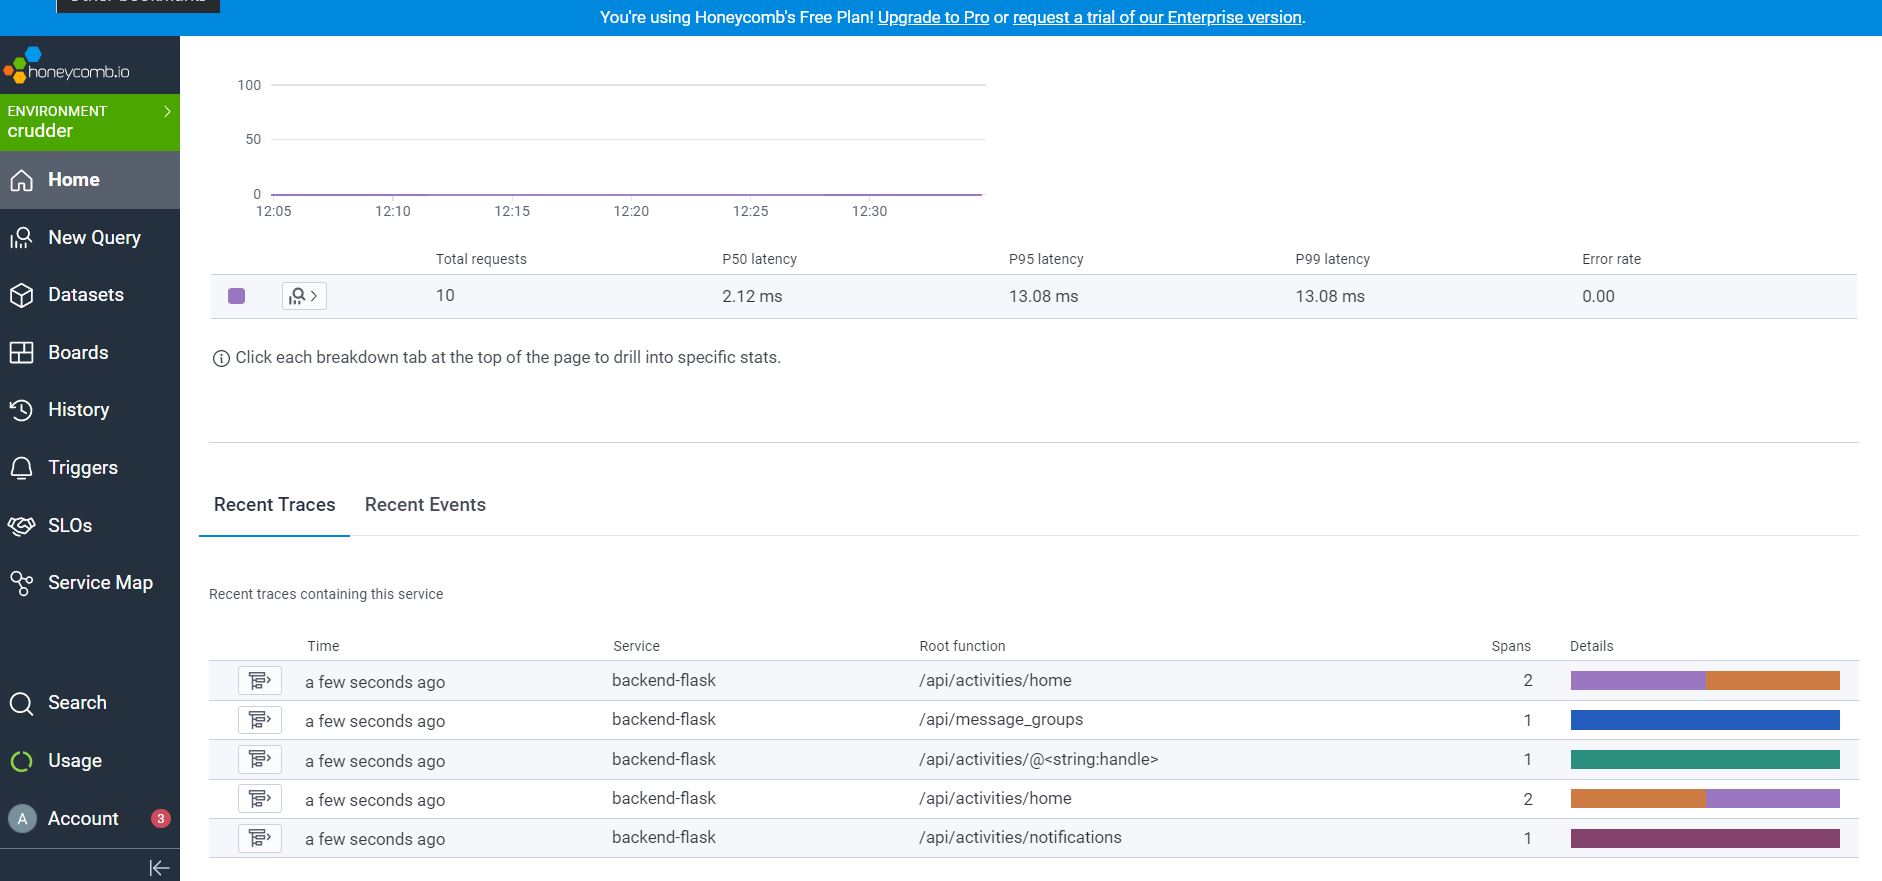 You're using Honeycomb's Free Plan! Upgrade to Pro or request a trial of our Enterprise version.
honeycomb.io
ENVIRONMENT
crudder
Home
New Query
Datasets
Boards
History
Triggers
SLOs
Service Map
Search
Usage
A Account 3
100
50
0
12:05 12:10 12:15 12:20 12:25 12:30
Total requests P50 latency P95 latency P99 latency Error rate
10 2.12 ms 13.08 ms 13.08 ms 0.00
Click each breakdown tab at the top of the page to drill into specific stats.
Recent Traces Recent Events
Recent traces containing this service
Time Service Root function Spans Details
a few seconds ago backend-flask /api/activities/home 2
a few seconds ago backend-flask /api/message_groups 1
a few seconds ago backend-flask /api/activities/@<string:handle> 1
a few seconds ago backend-flask /api/activities/home 2
a few seconds ago backend-flask /api/activities/notifications 1